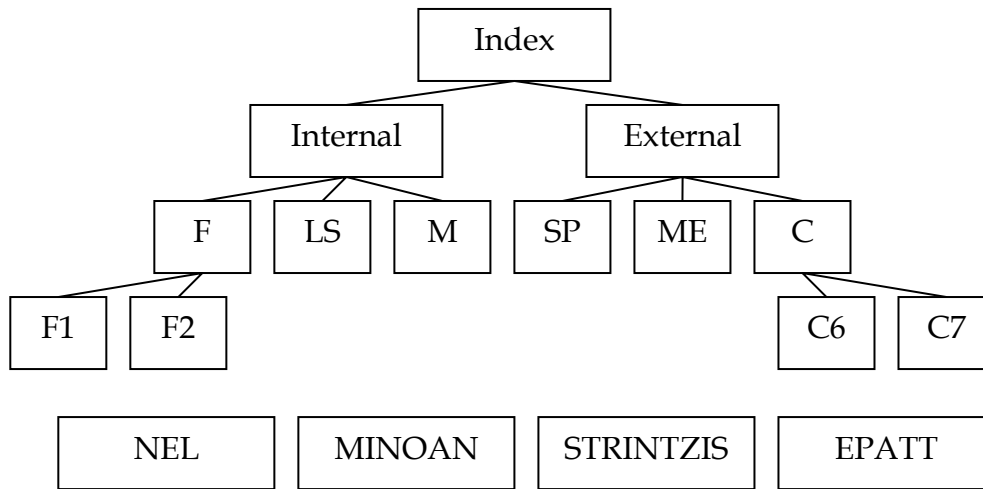 Index
Internal External
F LS M SP ME C
F1 F2 C6 C7
NEL MINOAN STRINTZIS EPATT